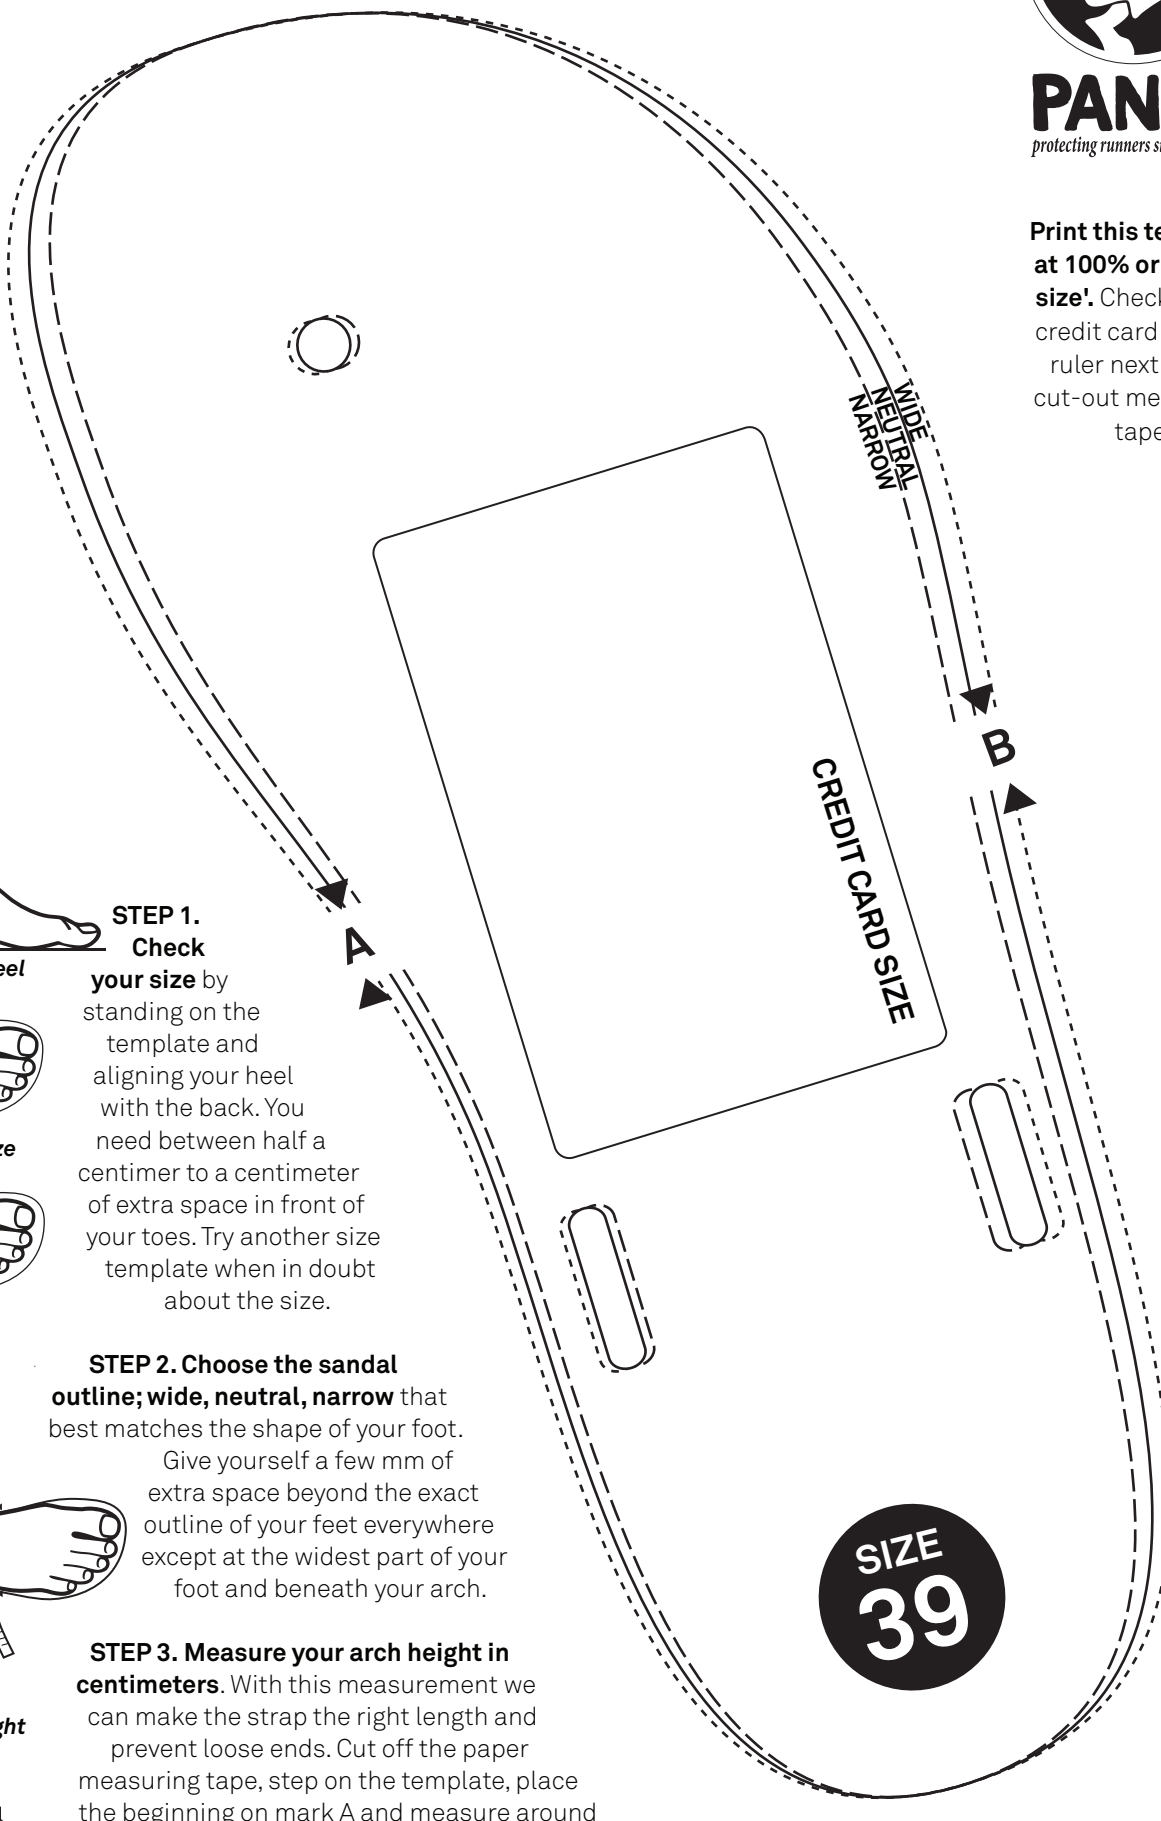 PAN
protecting runners
Print this
at 100% or
size'. Check
credit card
ruler next
cut-out
tape
WIDE
NEUTRAL
NARROW
B
CREDIT CARD SIZE
A
STEP 1.
Check
your size by
standing on the
template and
aligning your heel
with the back. You
need between half a
centimer to a centimeter
of extra space in front of
your toes. Try another size
template when in doubt
about the size.
STEP 2. Choose the sandal
outline; wide, neutral, narrow that
best matches the shape of your foot.
Give yourself a few mm of
extra space beyond the exact
outline of your feet everywhere
except at the widest part of your
foot and beneath your arch.
STEP 3. Measure your arch height in
centimeters. With this measurement we
can make the strap the right length and
prevent loose ends. Cut off the paper
measuring tape, step on the template, place
the beginning on mark A and measure around
SIZE
39